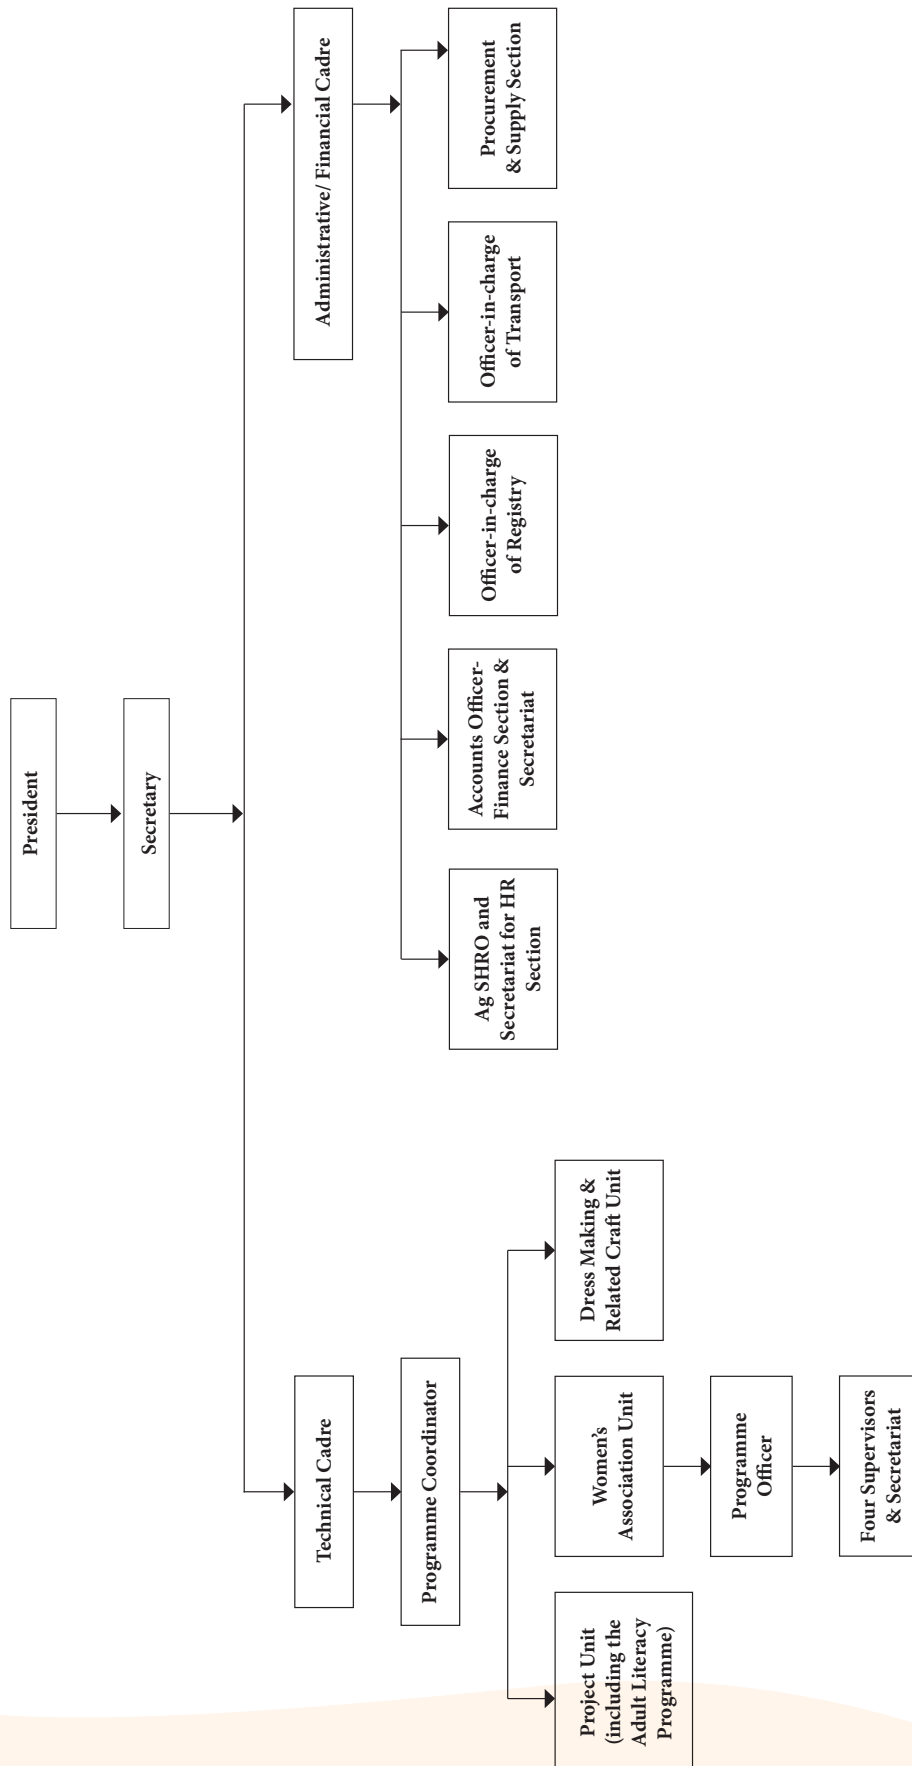 President
Secretary
Technical Cadre
Administrative/ Financial Cadre
Programme Coordinator
Project Unit
(including the
Adult Literacy
Programme)
Women’s
Association Unit
Dress Making &
Related Craft Unit
Ag SHRO and
Secretariat for HR
Section
Accounts Officer-
Finance Section &
Secretariat
Officer-in-charge
of Registry
Officer-in-charge
of Transport
Procurement
& Supply Section
Programme
Officer
Four Supervisors
& Secretariat